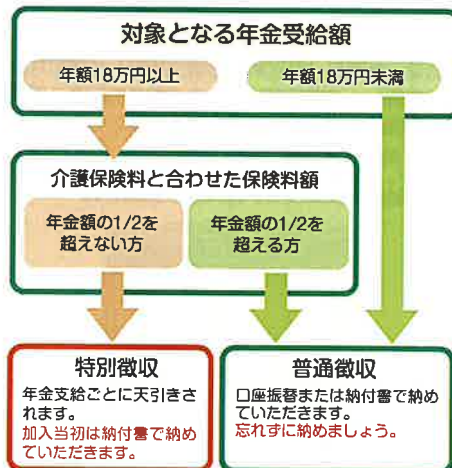 対象となる年金受給額
年額18万円以上
年額18万円未満
介護保険料と合わせた保険料額
年金額の1/2を
超えない方
年金額の1/2を
超える方
特別徴収
年金支給ごとに天引きさ
れます。
加入当初は納付書で納め
ていただきます。
普通徴収
口座振替または納付書で納め
ていただきます。
忘れずに納めましょう。